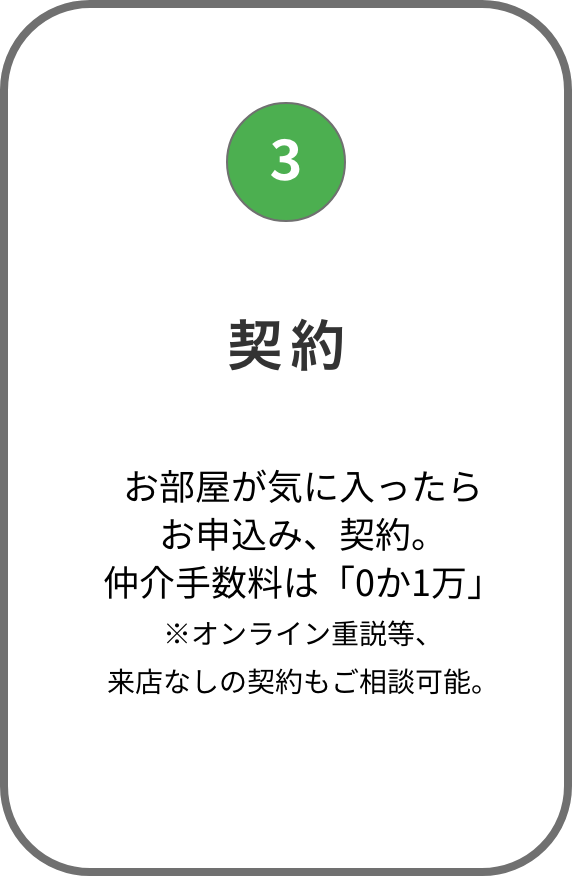 3
契約
お部屋が気に入ったら
お申込み、契約。
仲介手数料は「0か1万」
※オンライン重説等、
来店なしの契約もご相談可能。